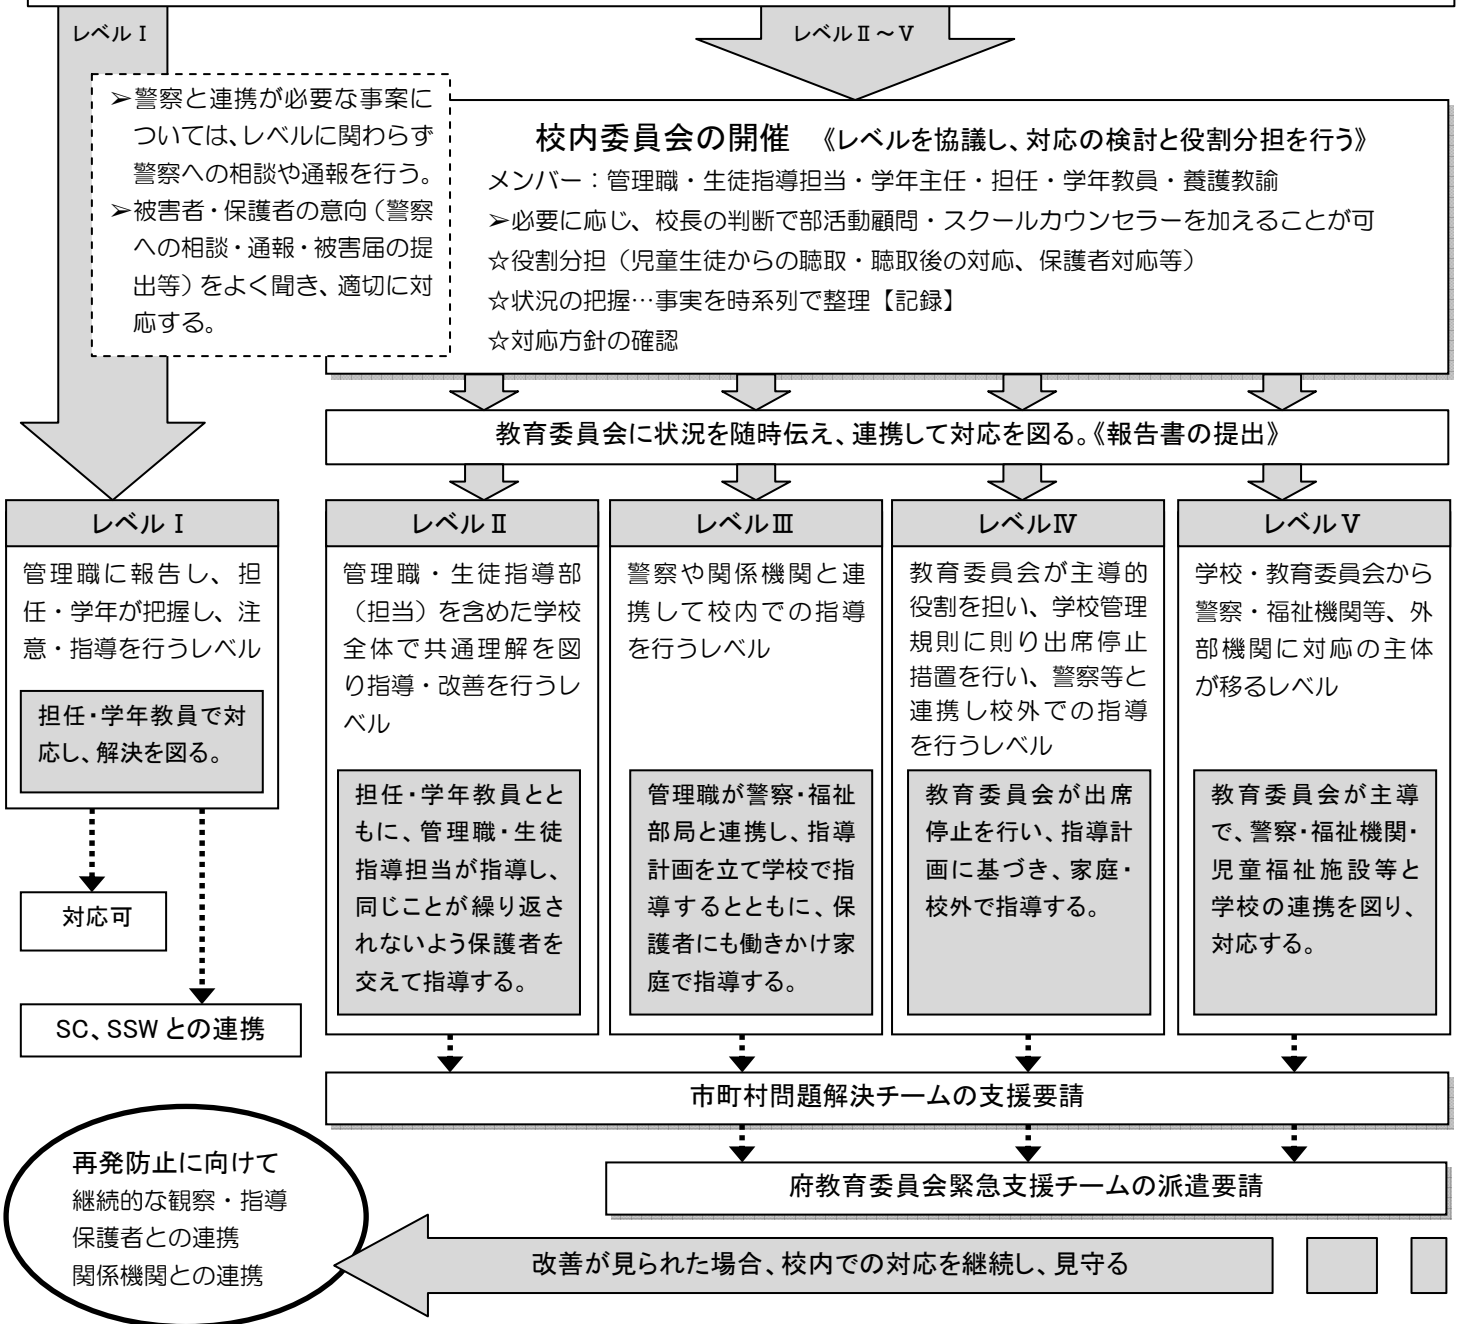 レベルⅠ
レベルⅡ～Ⅴ
➢警察と連携が必要な事案に
ついては、レベルに関わらず
警察への相談や通報を行う。
➢被害者・保護者の意向（警察
への相談・通報・被害届の提
出等）をよく聞き、適切に対
応する。
校内委員会の開催 《レベルを協議し、対応の検討と役割分担を行う》
メンバー：管理職・生徒指導担当・学年主任・担任・学年教員・養護教諭
➢必要に応じ、校長の判断で部活動顧問・スクールカウンセラーを加えることが可
☆役割分担（児童生徒からの聴取・聴取後の対応、保護者対応等）
☆状況の把握…事実を時系列で整理【記録】
☆対応方針の確認
教育委員会に状況を随時伝え、連携して対応を図る。《報告書の提出》
レベルⅠ
管理職に報告し、担
任・学年が把握し、注
意・指導を行うレベル
担任・学年教員で対
応し、解決を図る。
対応可
SC、SSWとの連携
レベルⅡ
管理職・生徒指導部
（担当）を含めた学校
全体で共通理解を図
り指導・改善を行うレ
ベル
担任・学年教員とと
もに、管理職・生徒
指導担当が指導し、
同じことが繰り返さ
れないよう保護者を
交えて指導する。
レベルⅢ
警察や関係機関と連
携して校内での指導
を行うレベル
管理職が警察・福祉
部局と連携し、指導
計画を立て学校で指
導するとともに、保
護者にも働きかけ家
庭で指導する。
レベルⅣ
教育委員会が主導的
役割を担い、学校管理
規則に則り出席停止
措置を行い、警察等と
連携し校外での指導
を行うレベル
教育委員会が出席
停止を行い、指導計
画に基づき、家庭・
校外で指導する。
レベルⅤ
学校・教育委員会から
警察・福祉機関等、外
部機関に対応の主体
が移るレベル
教育委員会が主導
で、警察・福祉機関・
児童福祉施設等と
学校の連携を図り、
対応する。
市町村問題解決チームの支援要請
府教育委員会緊急支援チームの派遣要請
再発防止に向けて
継続的な観察・指導
保護者との連携
関係機関との連携
改善が見られた場合、校内での対応を継続し、見守る